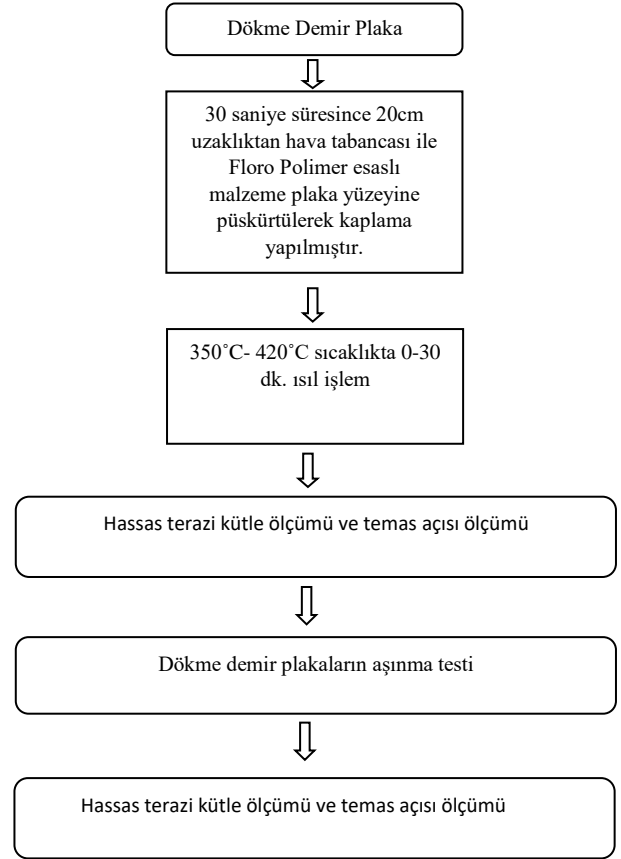 Dökme Demir Plaka
30 saniye süresince 20cm
uzaklıktan hava tabancası ile
Floro Polimer esaslı
malzeme plaka yüzeyine
püskürtülerek kaplama
yapılmıştır.
350˚C- 420˚C sıcaklıkta 0-30
dk. ısıl işlem
Hassas terazi kütle ölçümü ve temas açısı ölçümü
Dökme demir plakaların aşınma testi
Hassas terazi kütle ölçümü ve temas açısı ölçümü